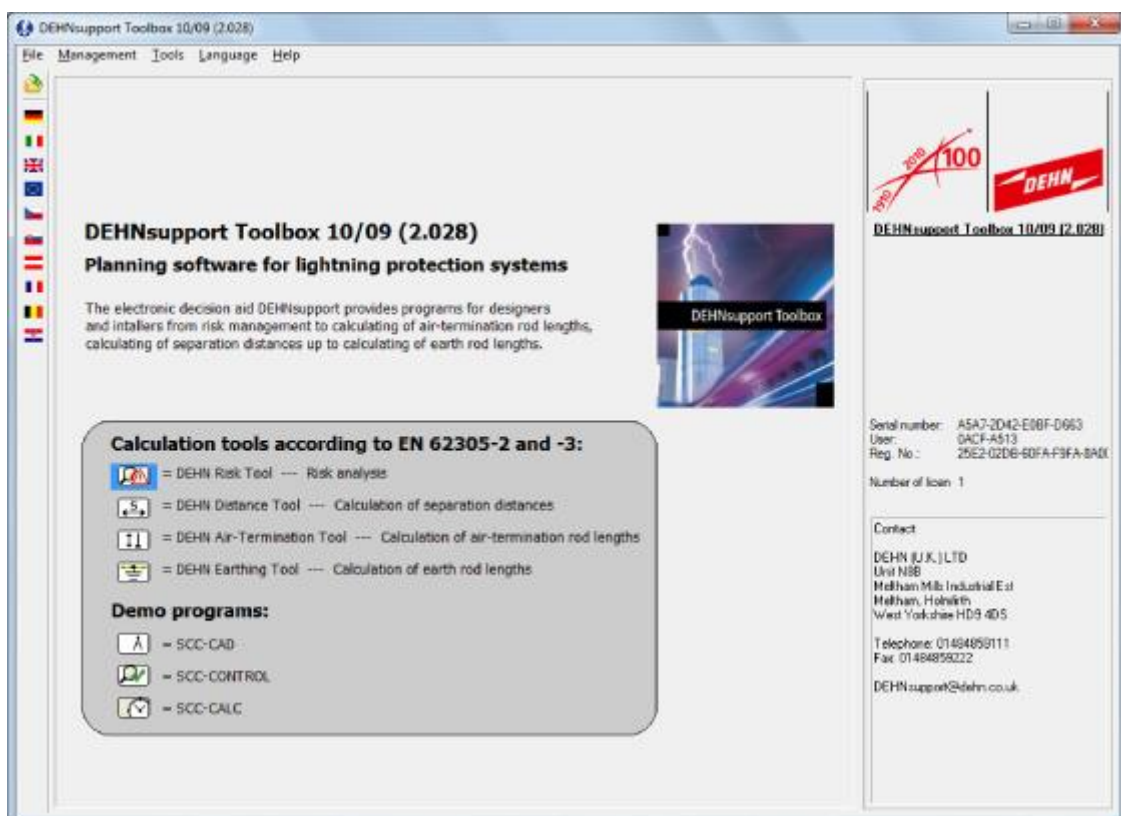 DEHNsupport Toolbox 10/09 (2.028)
File Management Tools Language Help
1910 2010 100
DEHN
DEHNsupport Toolbox 10/09 (2.028)
DEHNsupport Toolbox 10/09 (2.028)
Planning software for lightning protection systems
The electronic decision aid DEHNsupport provides programs for designers
and intallers from risk management to calculating of air-termination rod lengths,
calculating of separation distances up to calculating of earth rod lengths.
DEHNsupport Toolbox
Calculation tools according to EN 62305-2 and -3:
= DEHN Risk Tool --- Risk analysis
S = DEHN Distance Tool --- Calculation of separation distances
= DEHN Air-Termination Tool --- Calculation of air-termination rod lengths
= DEHN Earthing Tool --- Calculation of earth rod lengths
Demo programs:
= SCC-CAD
= SCC-CONTROL
= SCC-CALC
Serial number: A5A7-2D42-E0BF-D663
User: 0ACF-A513
Reg. No.: 25E2-02D6-60FA-F9FA-8A0
Number of licen 1
Contact
DEHN (U.K.) LTD
Unit N8B
Meltham Mills Industrial Est
Meltham, Holmfirth
West Yorkshire HD9 4DS
Telephone: 01484859111
Fax: 01484859222
DEHNsupport@dehn.co.uk